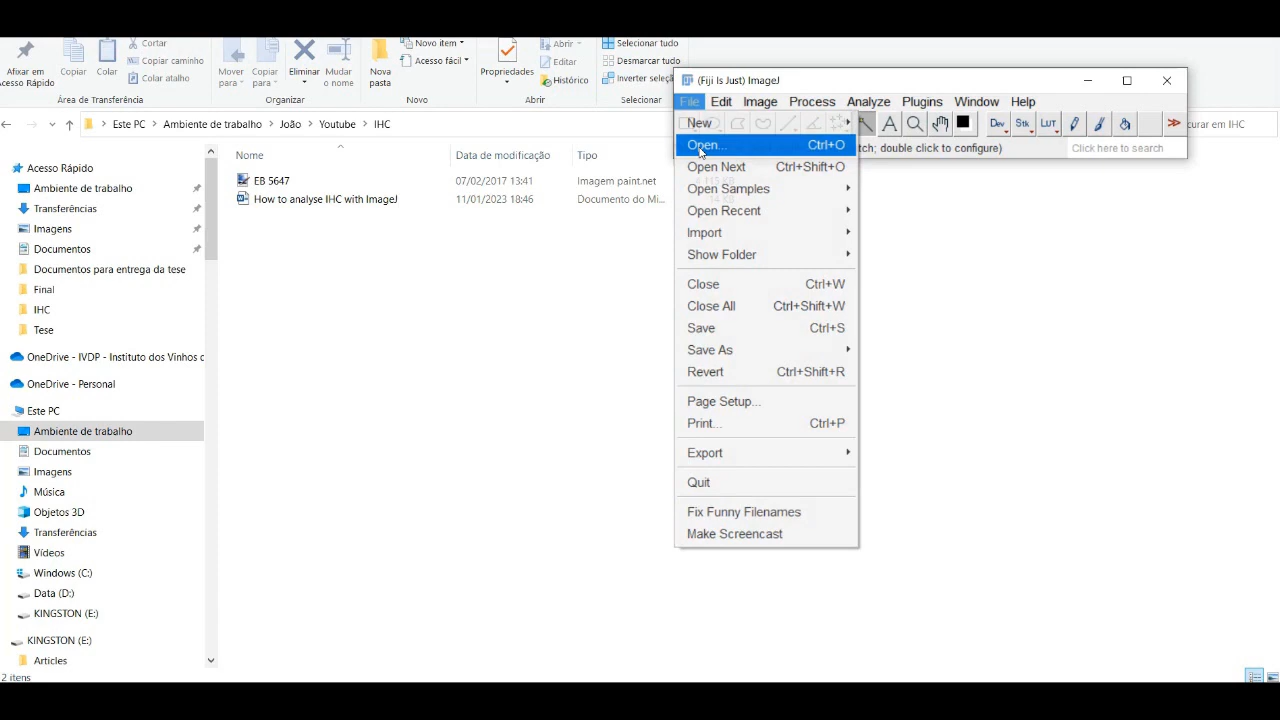 Afixar em
cesso Rápido
Copiar
Colar
Cortar
Copiar caminho
Colar atalho
Área de Transferência
Mover
para
Copiar
para
Eliminar
Mudar
nome
Organizar
Nova
pasta
Novo item
Acesso fácil
Novo
Propriedades
Abrir
Editar
Histórico
Abrir
Selecionar tudo
Desmarcar tudo
Inverter seleçã
Selecionar
Este PC
Ambiente de trabalho
João
Youtube
IHC
urar em IHC
Acesso Rápido
Ambiente de trabalho
Transferências
Imagens
Documentos
Documentos para entrega da tese
Final
IHC
Tese
OneDrive - IVDP - Instituto dos Vinhos c
OneDrive - Personal
Este PC
Ambiente de trabalho
Documentos
Imagens
Música
Objetos 3D
Transferências
Vídeos
Windows (C:)
Data (D:)
KINGSTON (E:)
KINGSTON (E:)
Articles
2 itens
Nome
Data de modificação
Tipo
EB 5647
07/02/2017 13:41
Imagem paint.net
How to analyse IHC with ImageJ
11/01/2023 18:46
Documento do Mi...
(Fiji Is Just) ImageJ
File Edit Image Process Analyze Plugins Window Help
Dev Stk LUT
tch; double click to configure)
Click here to search
New
Open... Ctrl+O
Open Next Ctrl+Shift+O
Open Samples
Open Recent
Import
Show Folder
Close Ctrl+W
Close All Ctrl+Shift+W
Save Ctrl+S
Save As
Revert Ctrl+Shift+R
Page Setup...
Print... Ctrl+P
Export
Quit
Fix Funny Filenames
Make Screencast